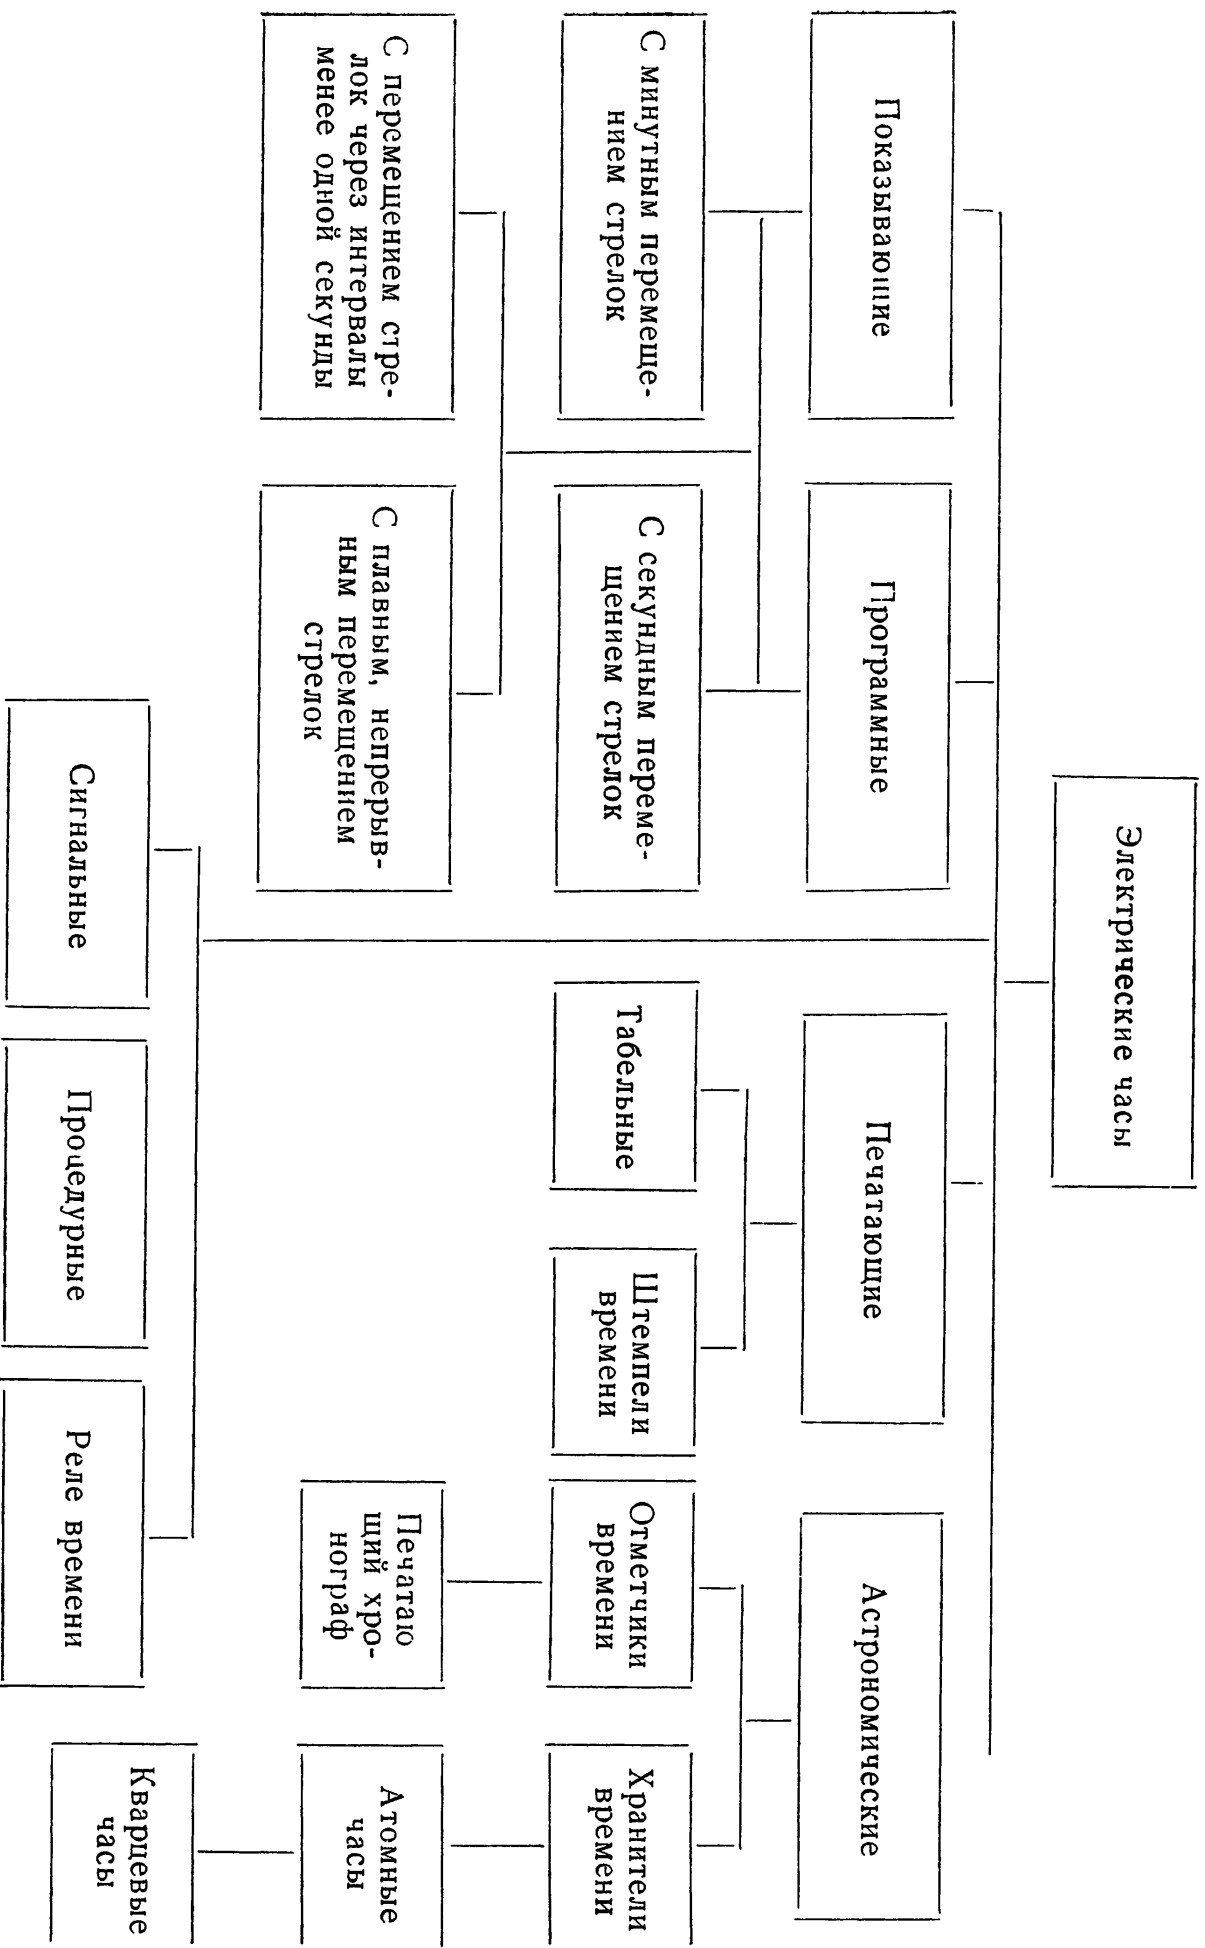 Электрические часы
Показывающие
Программные
Печатающие
Астрономические
С минутным перемеще-
нием стрелок
С секундным переме-
щением стрелок
Табельные
Штемпели
времени
Отметчики
времени
Хранители
времени
С перемещением стре-
лок через интервалы
менее одной секунды
С плавным, непрерыв-
ным перемещением
стрелок
Печатаю
щий хро-
нограф
Атомные
часы
Сигнальные
Процедурные
Реле времени
Кварцевые
часы